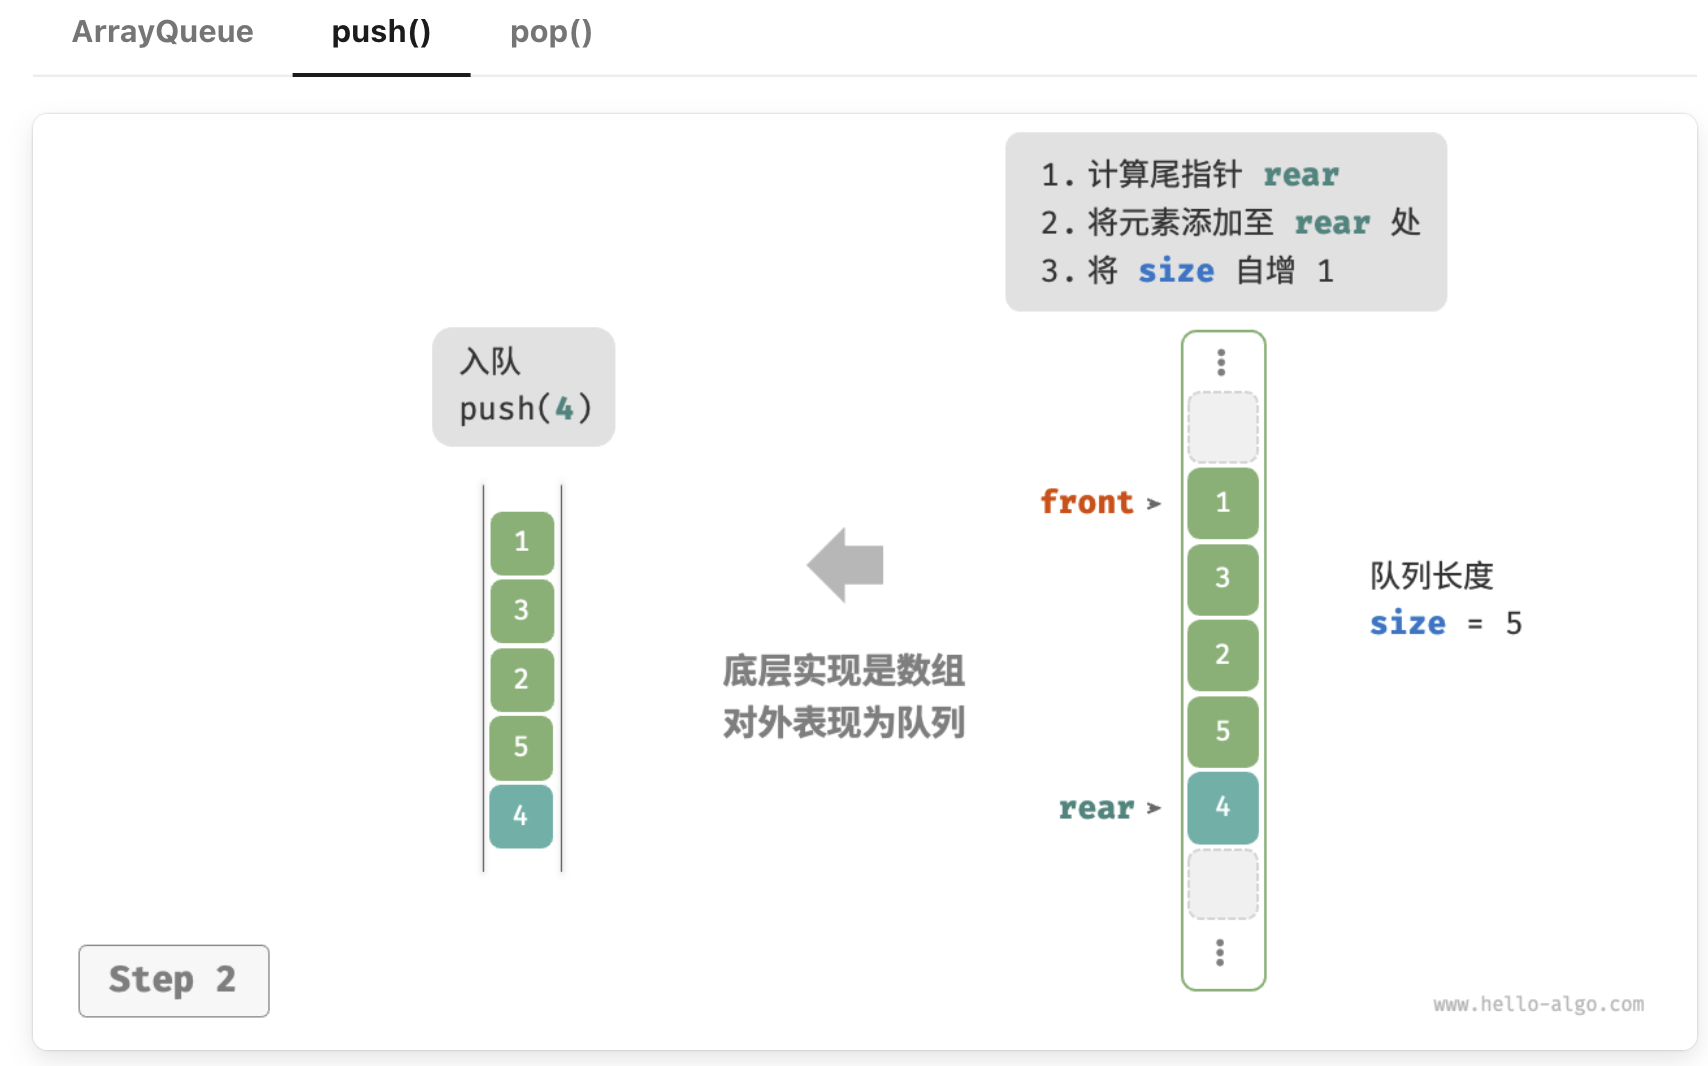 ArrayQueue push() pop()
1. 计算尾指针 rear
2. 将元素添加至 rear 处
3. 将 size 自增 1
入队
push(4)
1
3
2
5
4
底层实现是数组
对外表现为队列
front
rear
1
3
2
5
4
队列长度
size = 5
Step 2
www.hello-algo.com